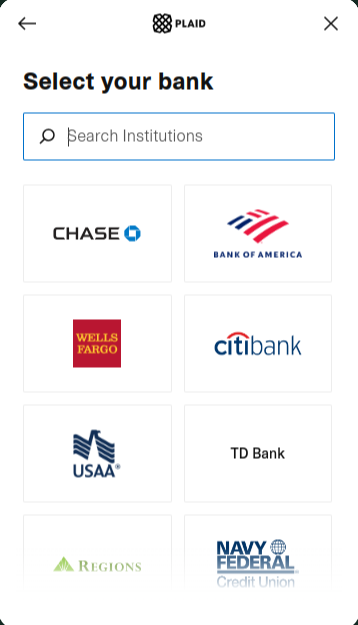 PLAID
Select your bank
Search Institutions
CHASE
BANK OF AMERICA
WELLS
FARGO
citibank
USAA®
TD Bank
REGIONS
NAVY
FEDERAL
Credit Union